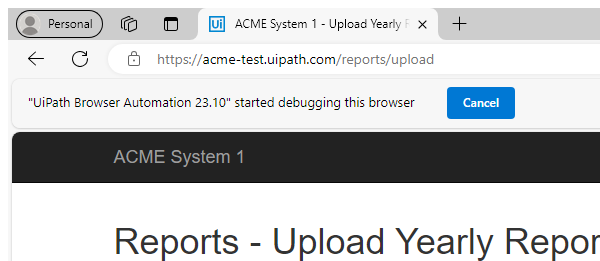 Personal
Ui ACME System 1 - Upload Yearly
https://acme-test.uipath.com/reports/upload
"UiPath Browser Automation 23.10" started debugging this browser Cancel
ACME System 1
Reports - Upload Yearly Repor